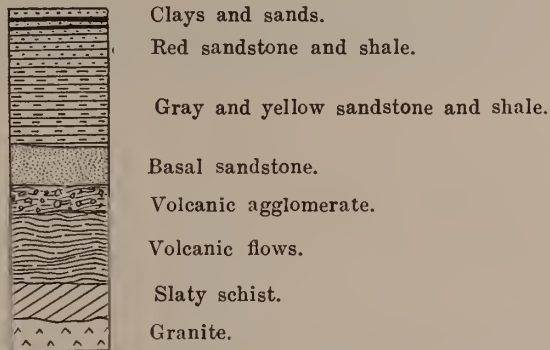 Clays and sands.
Red sandstone and shale.
Gray and yellow sandstone and shale.
Basal sandstone.
Volcanic agglomerate.
Volcanic flows.
Slaty schist.
Granite.